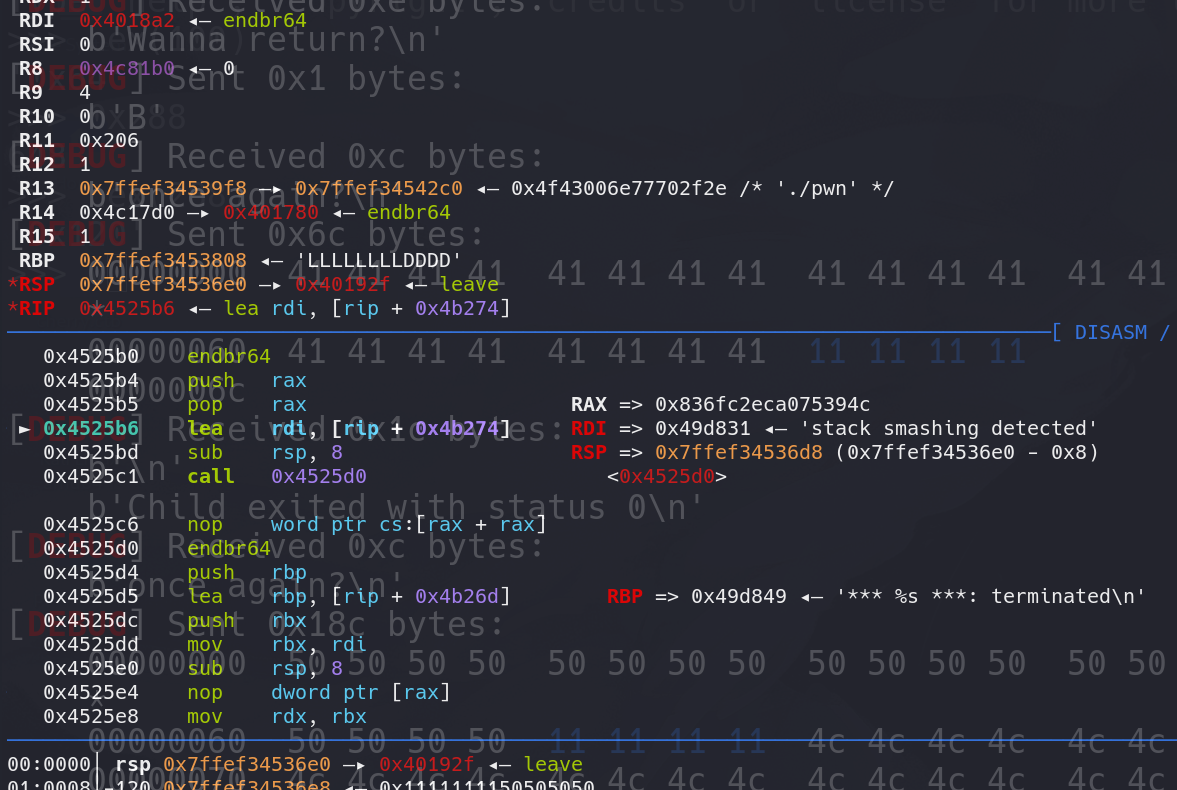 RDI 0x4018a2 ◂— endbr64
RSI 0
b'Wanna return?\n'
R8 0x4c81b0 ◂— 0
[DEBUG] Sent 0x1 bytes:
R9 4
R10 0
b'B'
R11 0x206
[DEBUG] Received 0xc bytes:
R12 1
R13 0x7ffef34539f8 —▸ 0x7ffef34542c0 ◂— 0x4f43006e77702f2e /* './pwn' */
b'once again?\n'
R14 0x4c17d0 —▸ 0x401780 ◂— endbr64
R15 1
[DEBUG] Sent 0x6c bytes:
RBP 0x7ffef3453808 ◂— 'LLLLLLLLDDDD'
00000000 41 41 41 41 41 41 41 41 41 41 41 41 41 41
*RSP 0x7ffef34536e0 —▸ 0x40192f ◂— leave
*RIP 0x4525b6 ◂— lea rdi, [rip + 0x4b274]
[ DISASM /
0x4525b0 endbr64
00000060 41 41 41 41 41 41 41 41 11 11 11 11
0x4525b4 push rax
0000006c
0x4525b5 pop rax RAX => 0x836fc2eca075394c
► 0x4525b6 lea rdi, [rip + 0x4b274] RDI => 0x49d831 ◂— 'stack smashing detected'
[DEBUG] Received 0x1c bytes:
0x4525bd sub rsp, 8 RSP => 0x7ffef34536d8 (0x7ffef34536e0 - 0x8)
b'\n'
0x4525c1 call 0x4525d0 <0x4525d0>
b'Child exited with status 0\n'
0x4525c6 nop word ptr cs:[rax + rax]
[DEBUG] Received 0xc bytes:
0x4525d0 endbr64
0x4525d4 push rbp
b'once again?\n'
0x4525d5 lea rbp, [rip + 0x4b26d] RBP => 0x49d849 ◂— '*** %s ***: terminated\n'
0x4525dc push rbx
[DEBUG] Sent 0x18c bytes:
0x4525dd mov rbx, rdi
00000000 50 50 50 50 50 50 50 50 50 50 50 50 50 50
0x4525e0 sub rsp, 8
0x4525e4 nop dword ptr [rax]
0x4525e8 mov rdx, rbx
00000060 50 50 50 50 11 11 11 11 4c 4c 4c 4c 4c 4c
00:0000│ rsp 0x7ffef34536e0 —▸ 0x40192f ◂— leave
00000070 4c 4c 4c 4c 4c 4c 4c 4c
01:0008│-120 0x7ffef34536e8 ◂— 0x1111111150505050